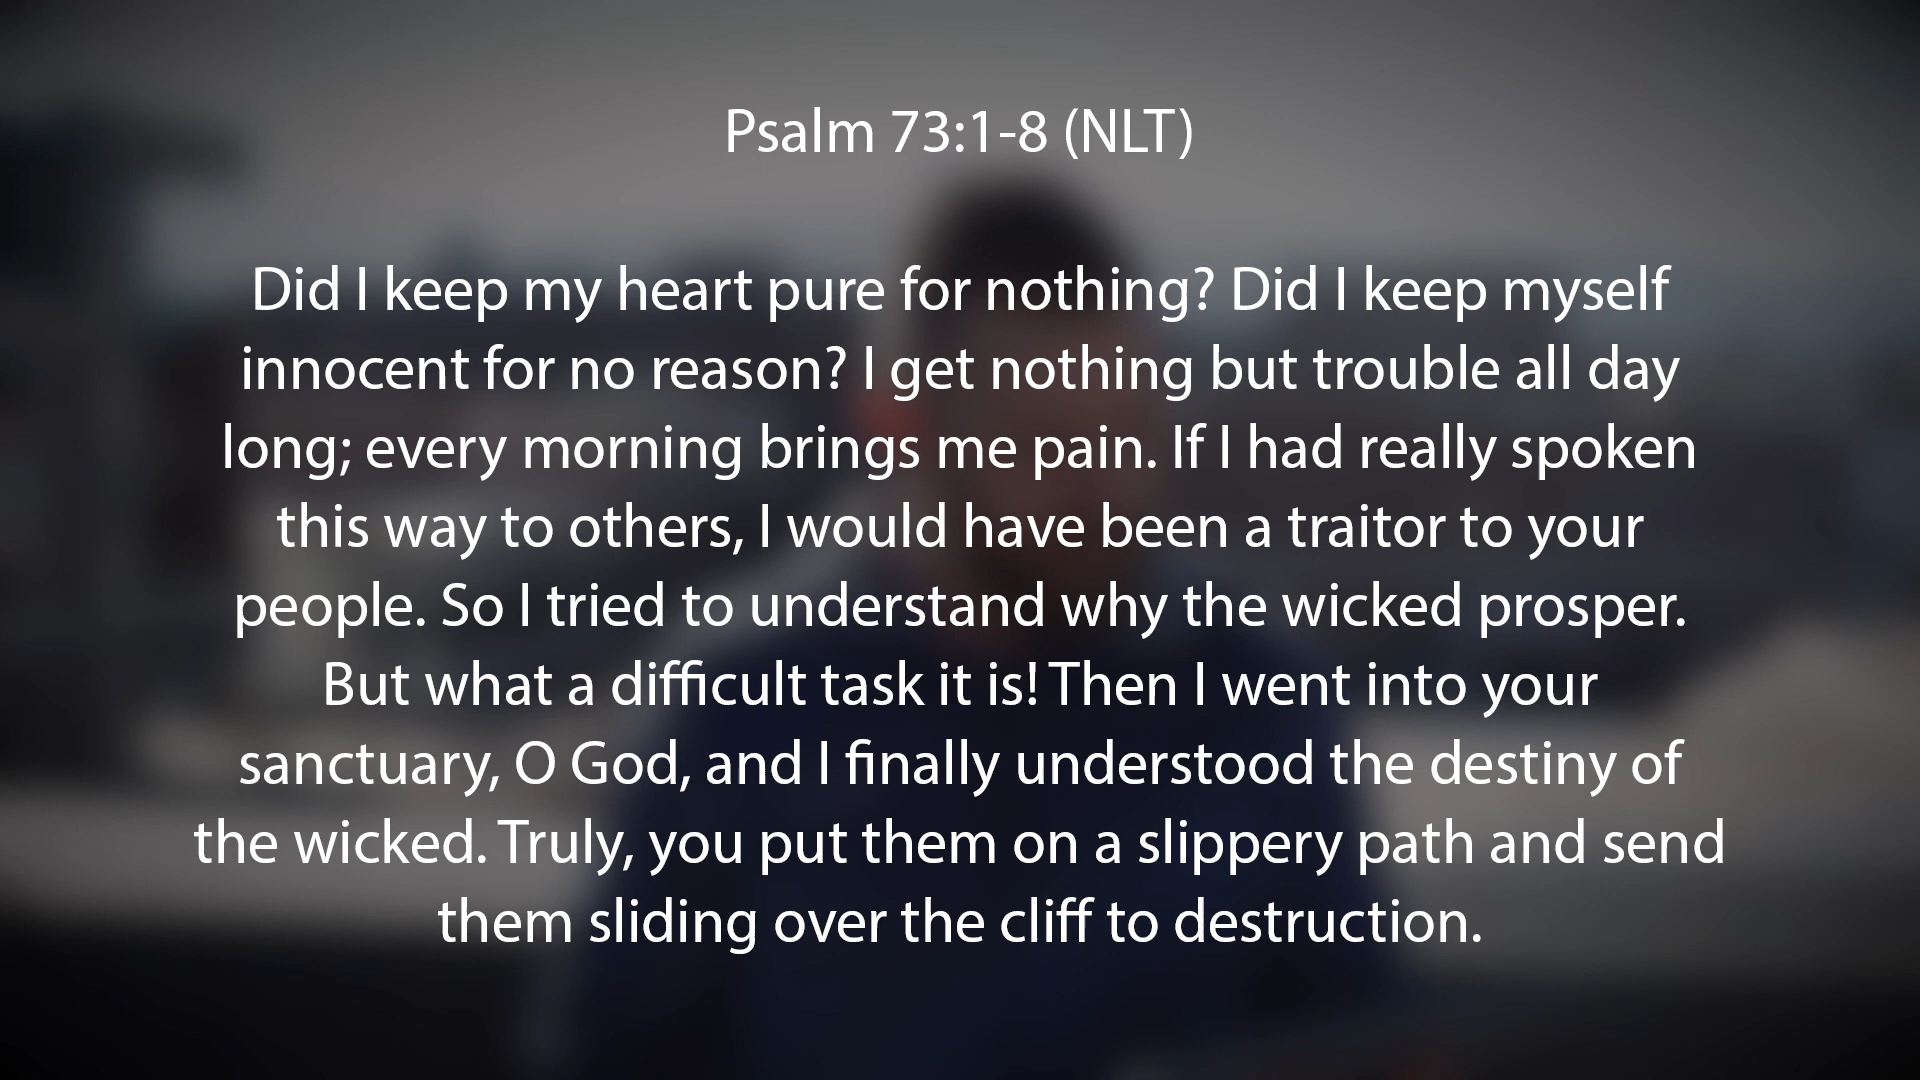 Psalm 73:1-8 (NLT)
Did I keep my heart pure for nothing? Did I keep myself
innocent for no reason? I get nothing but trouble all day
long; every morning brings me pain. If I had really spoken
this way to others, I would have been a traitor to your
people. So I tried to understand why the wicked prosper.
But what a difficult task it is! Then I went into your
sanctuary, O God, and I finally understood the destiny of
the wicked. Truly, you put them on a slippery path and send
them sliding over the cliff to destruction.